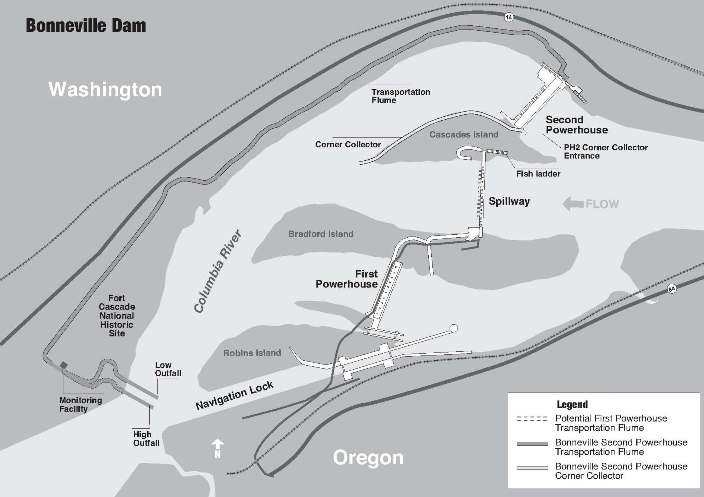 Bonneville Dam
14
Washington
Transportation
Flume
Second
Powerhouse
Corner Collector
Cascades Island
PH2 Corner Collector
Entrance
Fish ladder
Spillway
FLOW
Bradford Island
Columbia River
First
Powerhouse
84
Fort
Cascade
National
Historic
Site
Robins Island
Low
Outfall
Monitoring
Facility
Navigation Lock
High
Outfall
N
Oregon
Legend
Potential First Powerhouse
Transportation Flume
Bonneville Second Powerhouse
Transportation Flume
Bonneville Second Powerhouse
Corner Collector